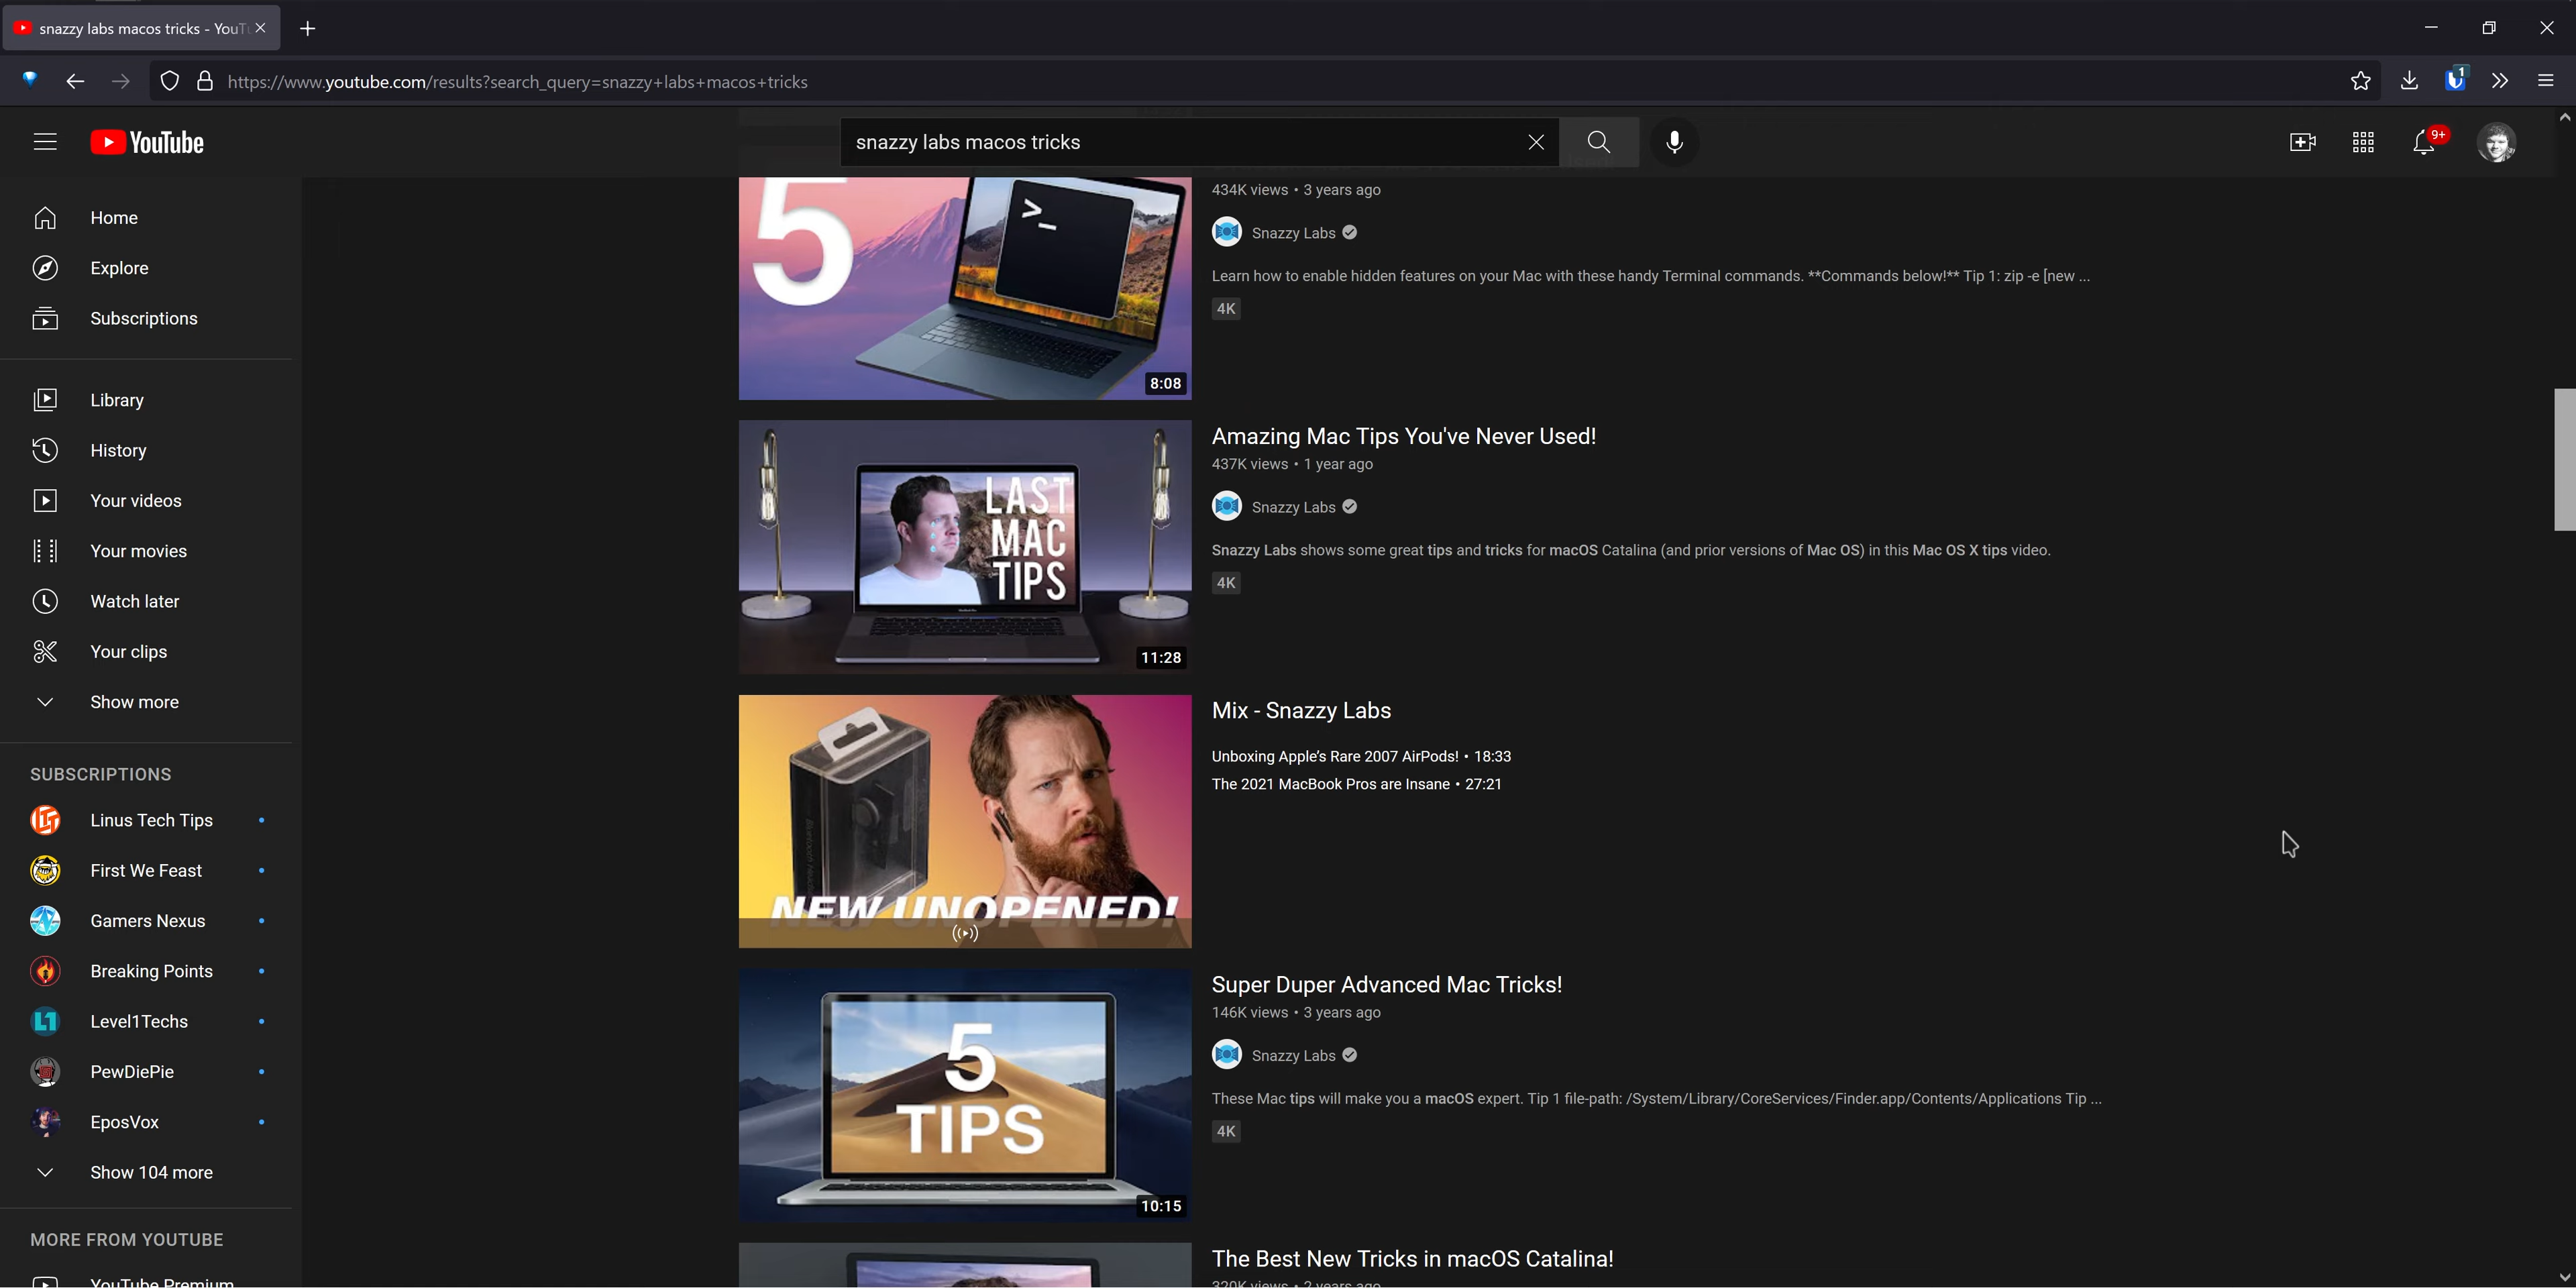 snazzy labs macos tricks - YouTu
https://www.youtube.com/results?search_query=snazzy+labs+macos+tricks
1
YouTube
snazzy labs macos tricks
9+
Home
Explore
Subscriptions
Library
History
Your videos
Your movies
Watch later
Your clips
Show more
SUBSCRIPTIONS
Linus Tech Tips
First We Feast
Gamers Nexus
Breaking Points
Level1Techs
PewDiePie
EposVox
Show 104 more
MORE FROM YOUTUBE
YouTube Premium
5
>_
8:08
434K views • 3 years ago
Snazzy Labs
Learn how to enable hidden features on your Mac with these handy Terminal commands. **Commands below!** Tip 1: zip -e [new ...
4K
LAST
MAC
TIPS
11:28
Amazing Mac Tips You've Never Used!
437K views • 1 year ago
Snazzy Labs
Snazzy Labs shows some great tips and tricks for macOS Catalina (and prior versions of Mac OS) in this Mac OS X tips video.
4K
NEW UNOPENED!
Mix - Snazzy Labs
Unboxing Apple’s Rare 2007 AirPods! • 18:33
The 2021 MacBook Pros are Insane • 27:21
5
TIPS
10:15
Super Duper Advanced Mac Tricks!
146K views • 3 years ago
Snazzy Labs
These Mac tips will make you a macOS expert. Tip 1 file-path: /System/Library/CoreServices/Finder.app/Contents/Applications Tip ...
4K
The Best New Tricks in macOS Catalina!
320K views • 2 years ago